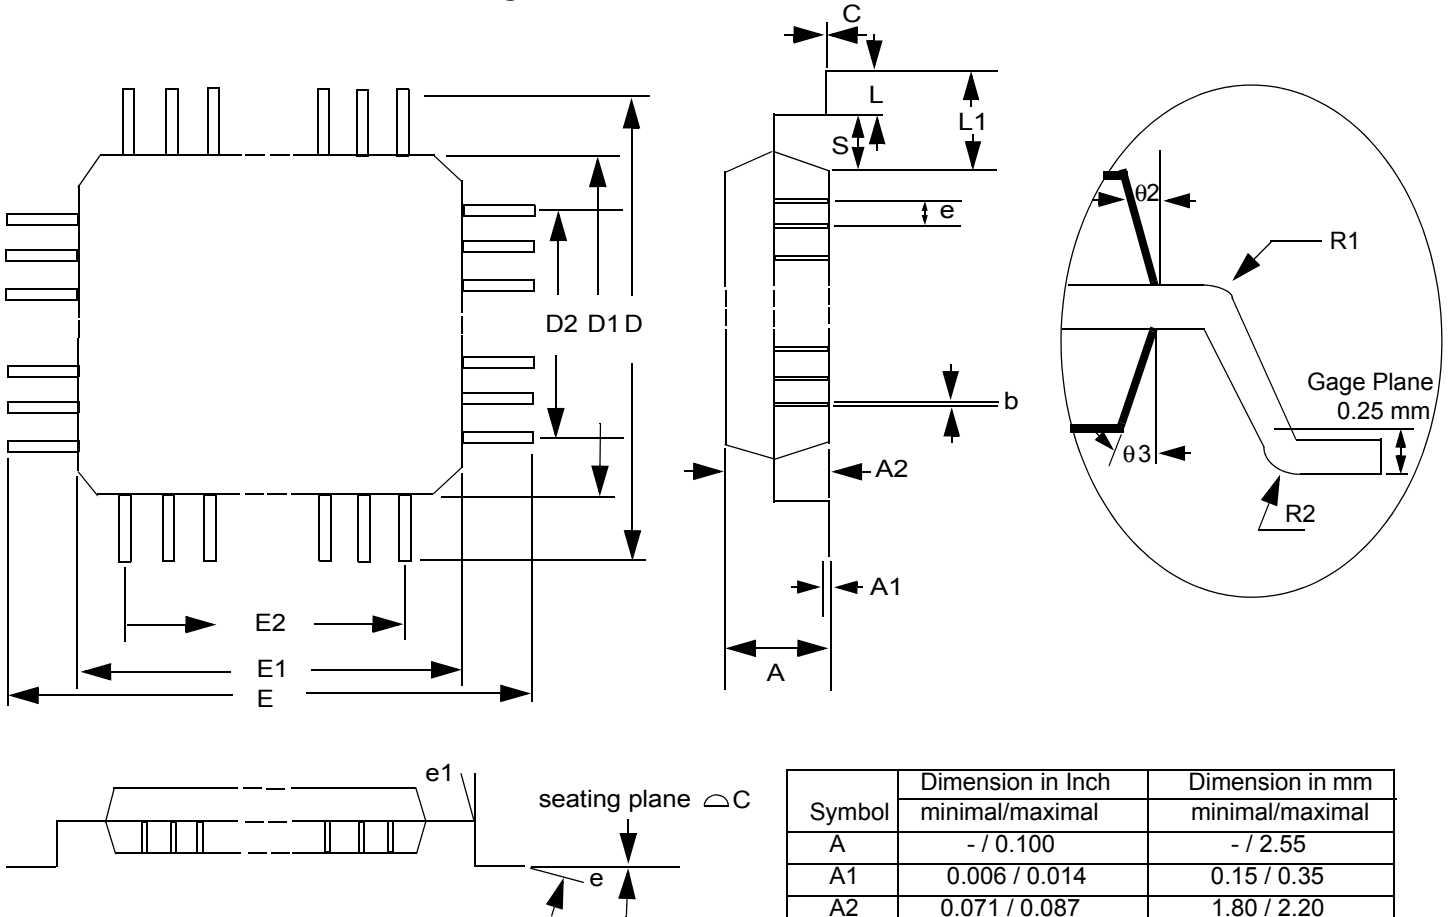 C
L
L1
S
e
θ2
R1
D2 D1 D
Gage Plane
0.25 mm
b
θ3
A2
R2
A1
E2
E1
A
E
e1
seating plane ⌓ C
e
Dimension in Inch Dimension in mm
Symbol minimal/maximal minimal/maximal
A - / 0.100 - / 2.55
A1 0.006 / 0.014 0.15 / 0.35
A2 0.071 / 0.087 1.80 / 2.20